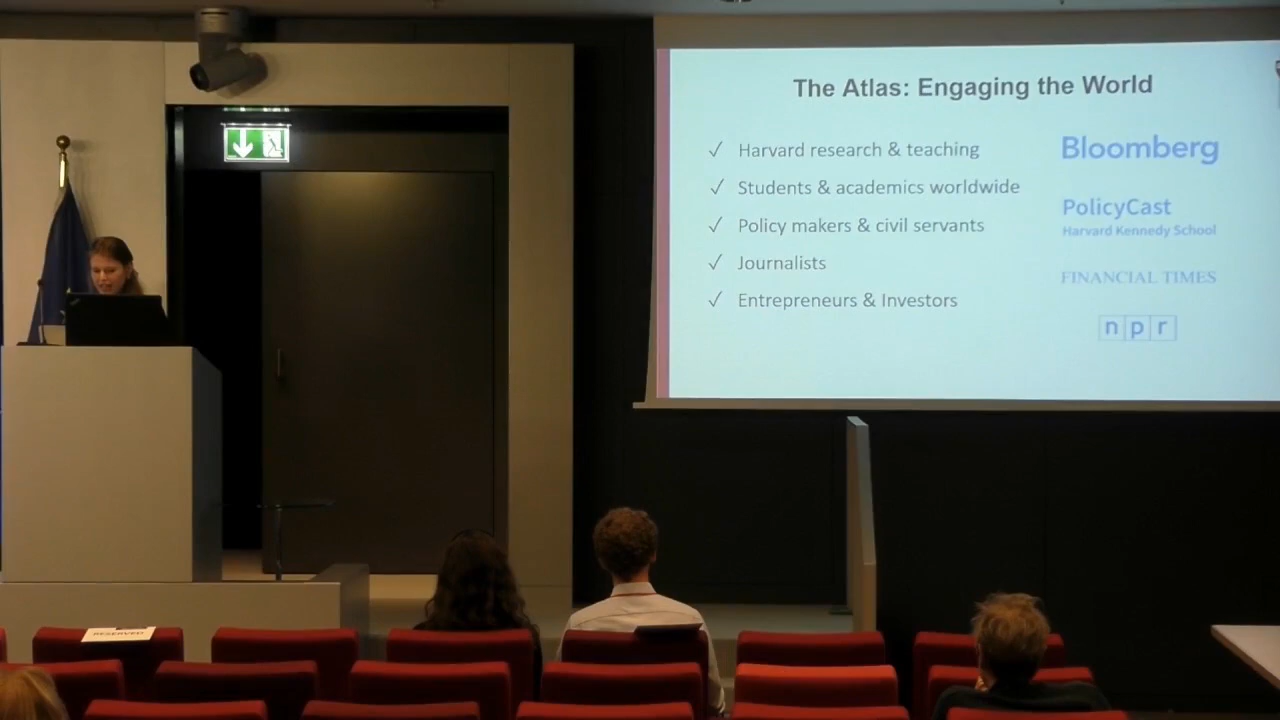 The Atlas: Engaging the World
✓ Harvard research & teaching
✓ Students & academics worldwide
✓ Policy makers & civil servants
✓ Journalists
✓ Entrepreneurs & Investors
Bloomberg
PolicyCast
Harvard Kennedy School
FINANCIAL TIMES
npr
RESERVED